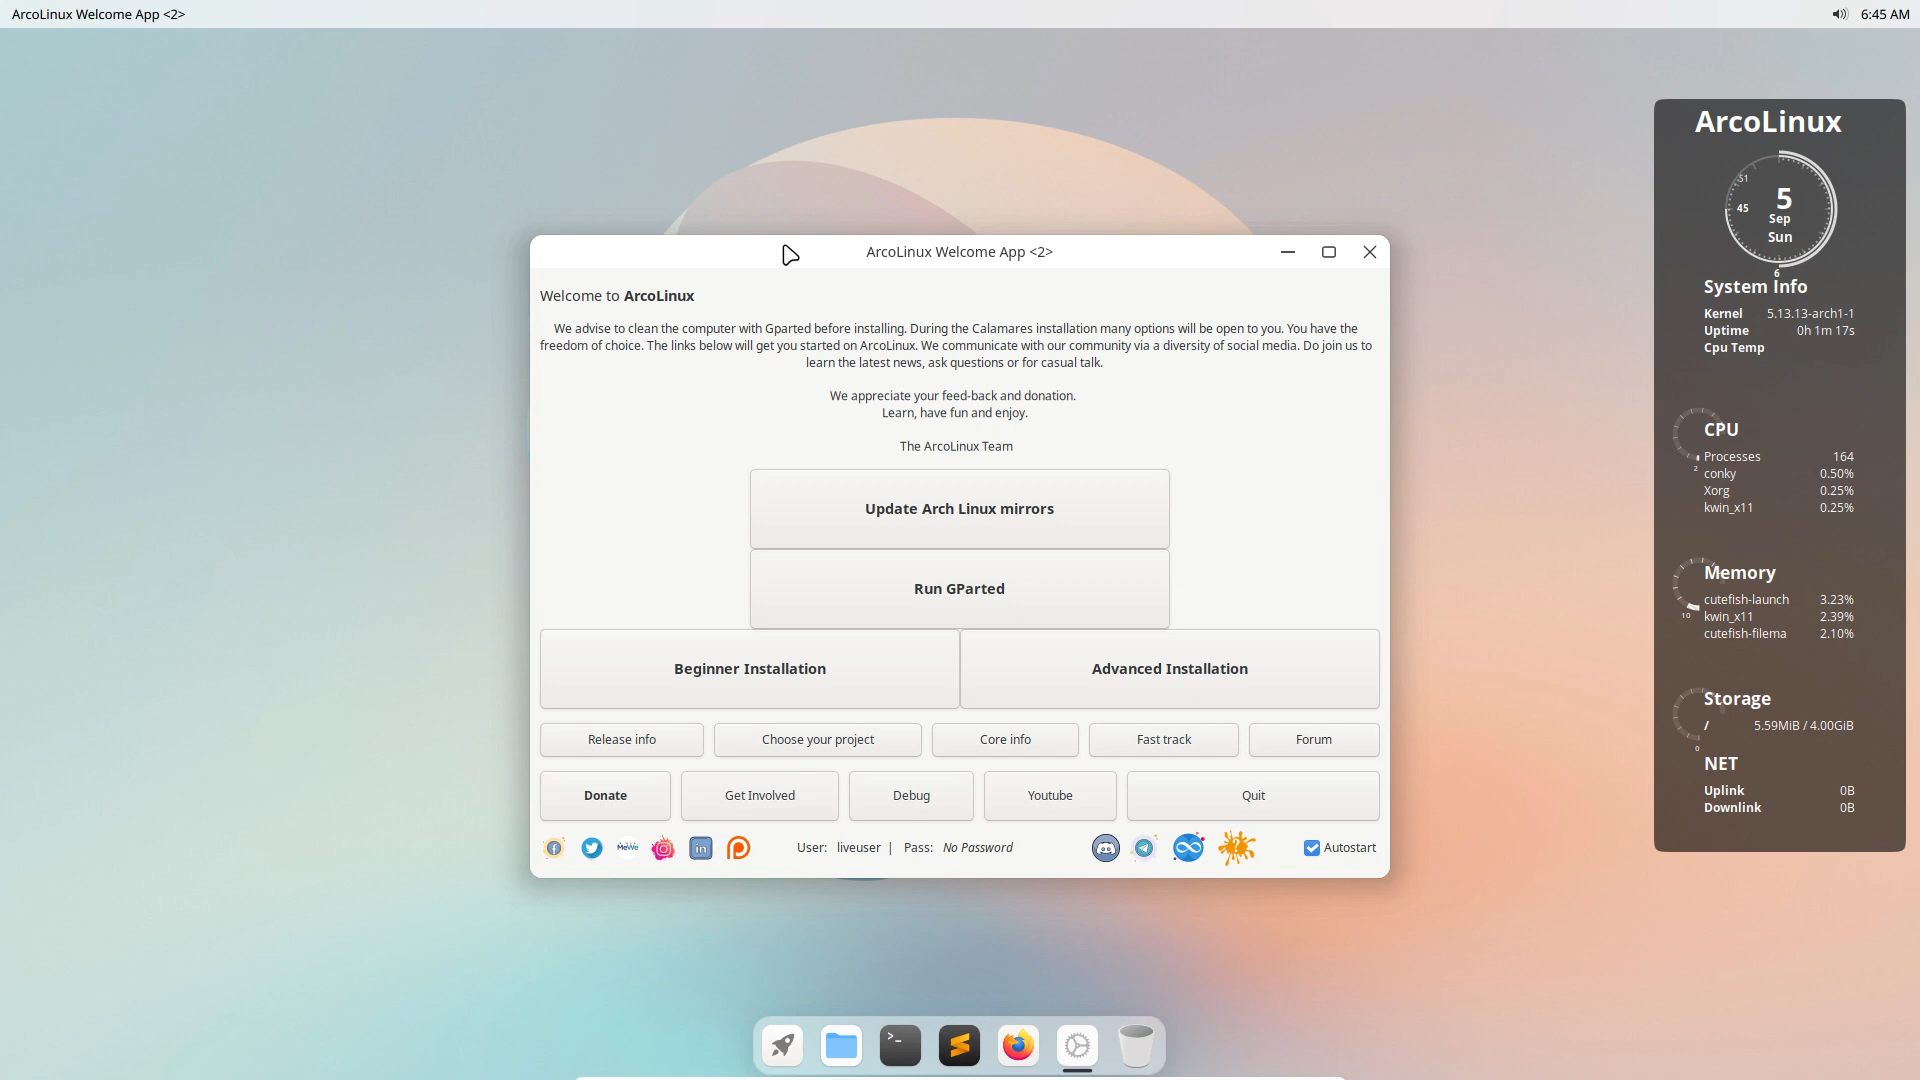 ArcoLinux Welcome App <2>
6:45 AM
ArcoLinux Welcome App <2>
Welcome to ArcoLinux
We advise to clean the computer with Gparted before installing. During the Calamares installation many options will be open to you. You have the
freedom of choice. The links below will get you started on ArcoLinux. We communicate with our community via a diversity of social media. Do join us to
learn the latest news, ask questions or for casual talk.
We appreciate your feed-back and donation.
Learn, have fun and enjoy.
The ArcoLinux Team
Update Arch Linux mirrors
Run GParted
Beginner Installation
Advanced Installation
Release info
Choose your project
Core info
Fast track
Forum
Donate
Get Involved
Debug
Youtube
Quit
MeWe
in
User: liveuser | Pass: No Password
Autostart
ArcoLinux
51
45
5
Sep
Sun
6
System Info
Kernel 5.13.13-arch1-1
Uptime 0h 1m 17s
Cpu Temp
CPU
Processes 164
2
conky 0.50%
Xorg 0.25%
kwin_x11 0.25%
Memory
cutefish-launch 3.23%
10
kwin_x11 2.39%
cutefish-filema 2.10%
Storage
/ 5.59MiB / 4.00GiB
0
NET
Uplink 0B
Downlink 0B
>_